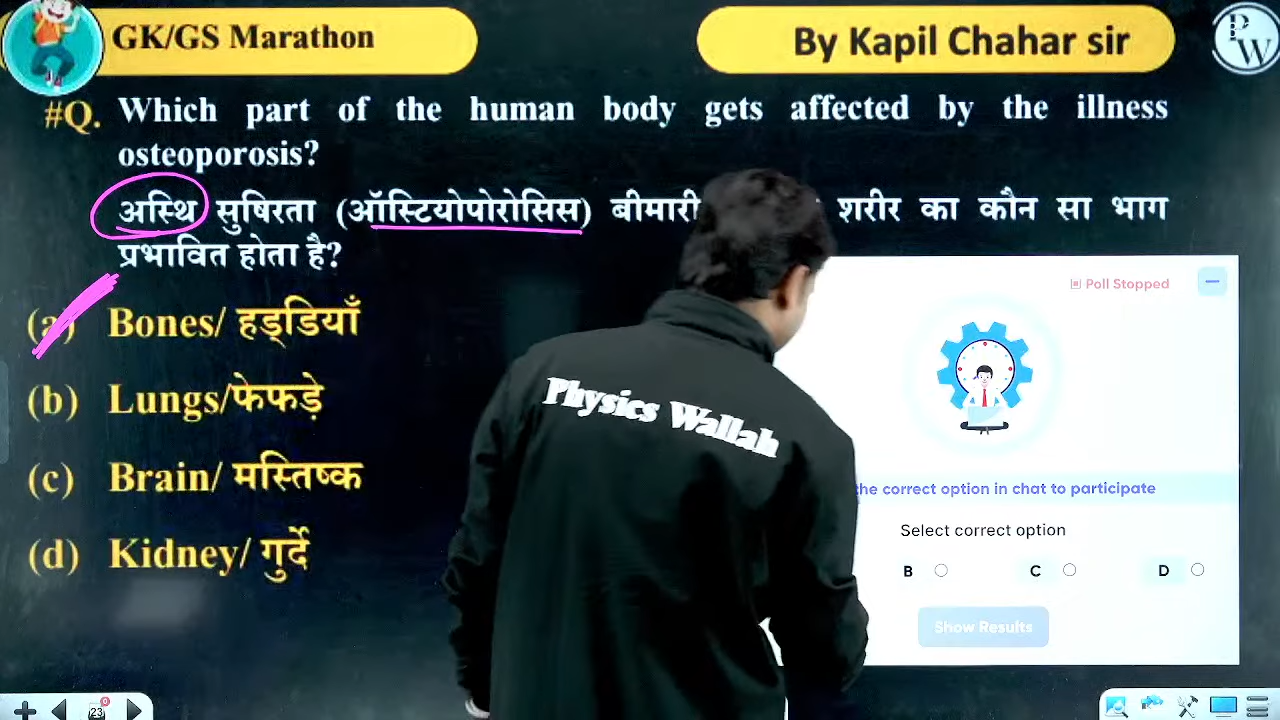 GK/GS Marathon
By Kapil Chahar sir
PW
#Q. Which part of the human body gets affected by the illness
osteoporosis?
अस्थि सुषिरता (ऑस्टियोपोरोसिस) बीमारी शरीर का कौन सा भाग
प्रभावित होता है?
(a) Bones/ हड्डियाँ
(b) Lungs/फेफड़े
(c) Brain/ मस्तिष्क
(d) Kidney/ गुर्दे
Physics Wallah
Poll Stopped
the correct option in chat to participate
Select correct option
B
C
D
Show Results
23